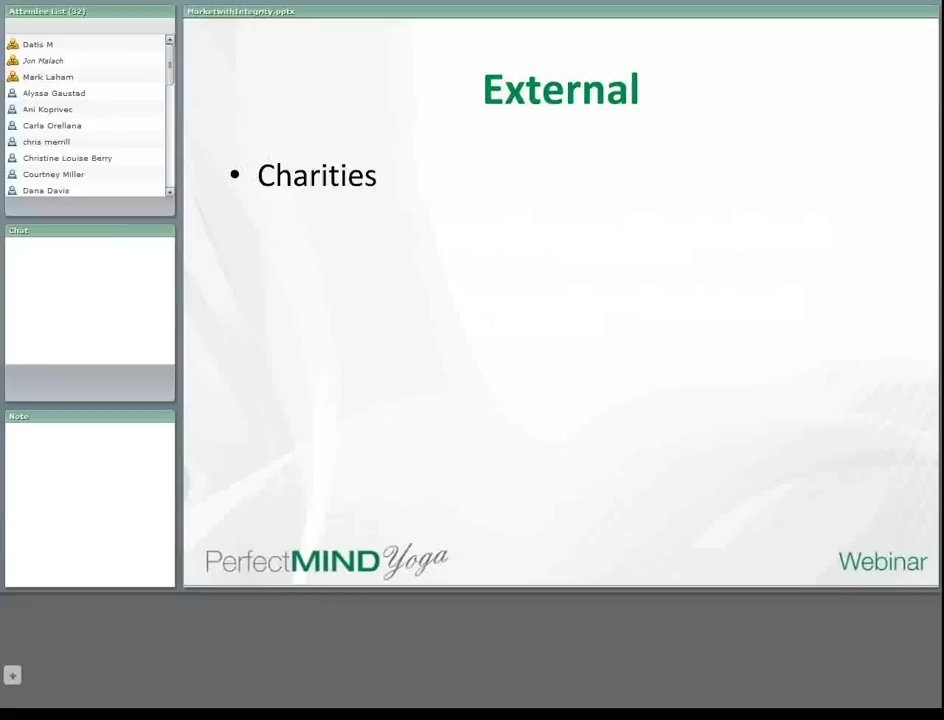 Attendee List (32)
Datis M
Jon Malach
Mark Laham
Alyssa Gaustad
Ani Koprivec
Carla Orellana
chris merrill
Christine Louise Berry
Courtney Miller
Dana Davis
Chat
Note
MarketwithIntegrity.pptx
External
• Charities
PerfectMIND Yoga
Webinar